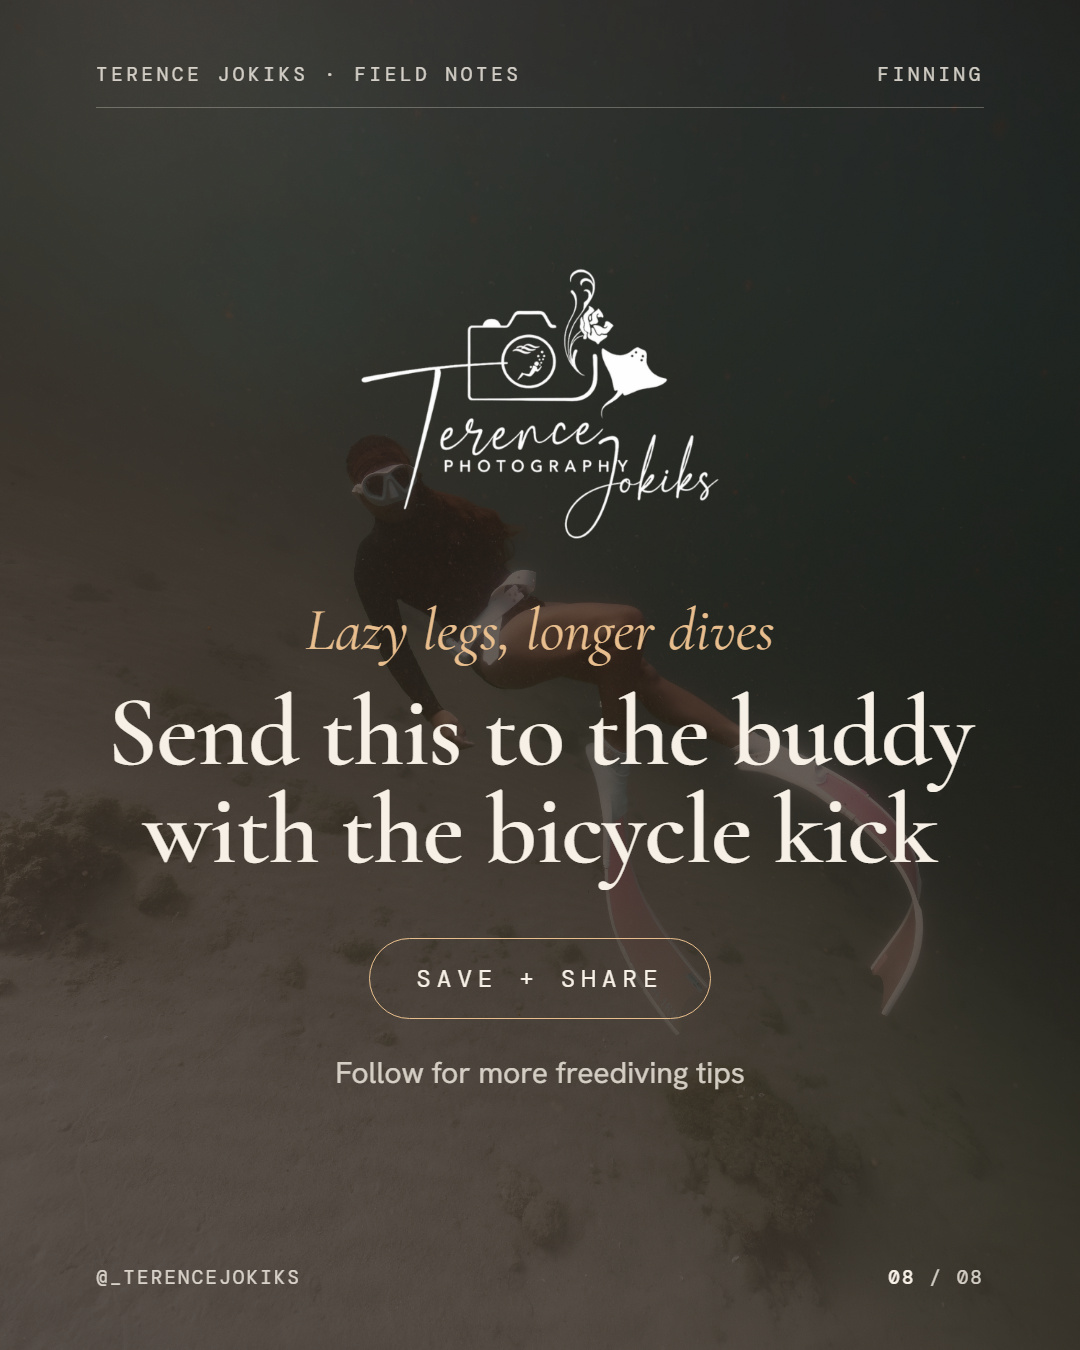 TERENCE JOKIKS · FIELD NOTES
FINNING
Terence
PHOTOGRAPHY
Jokiks
Lazy legs, longer dives
Send this to the buddy
with the bicycle kick
SAVE + SHARE
Follow for more freediving tips
@_TERENCEJOKIKS
08 / 08